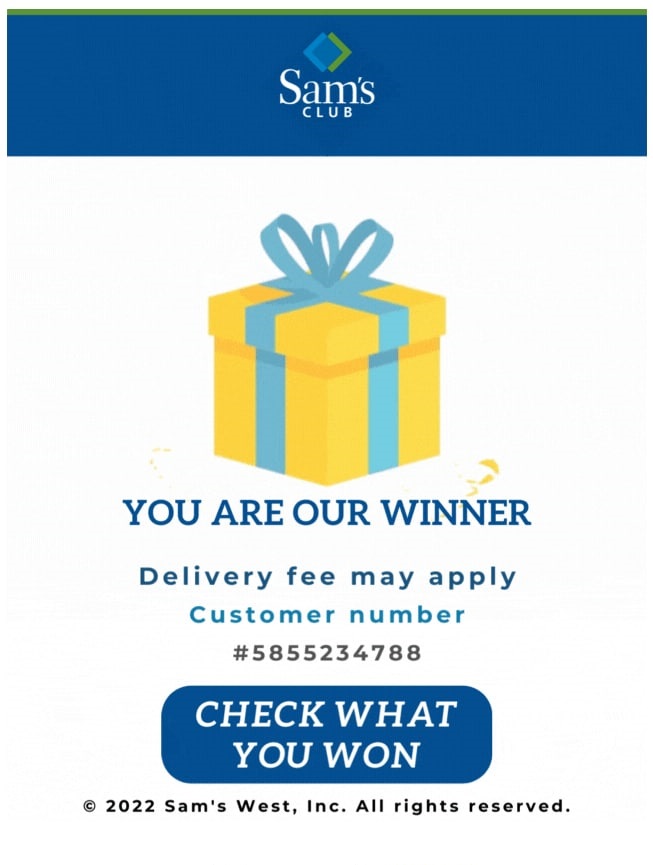 Sam's
CLUB
YOU ARE OUR WINNER
Delivery fee may apply
Customer number
#5855234788
CHECK WHAT
YOU WON
© 2022 Sam's West, Inc. All rights reserved.